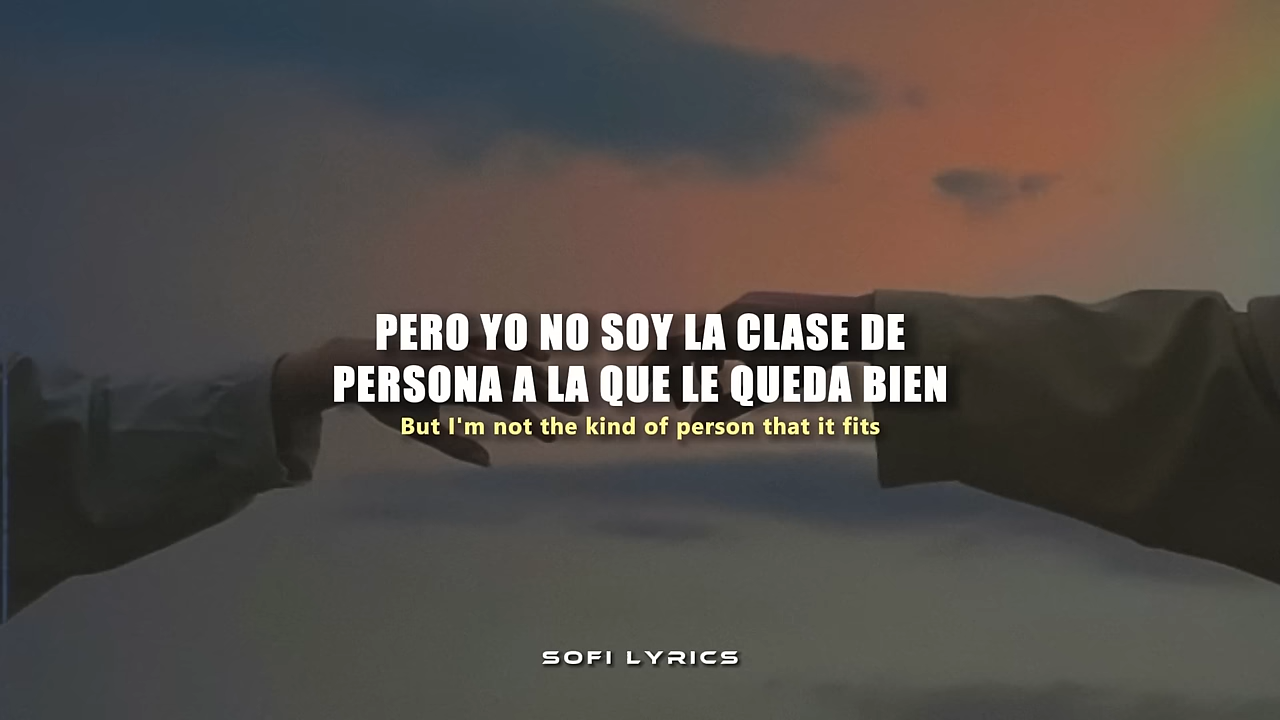 PERO YO NO SOY LA CLASE DE
PERSONA A LA QUE LE QUEDA BIEN
But I'm not the kind of person that it fits
SOFI LYRICS